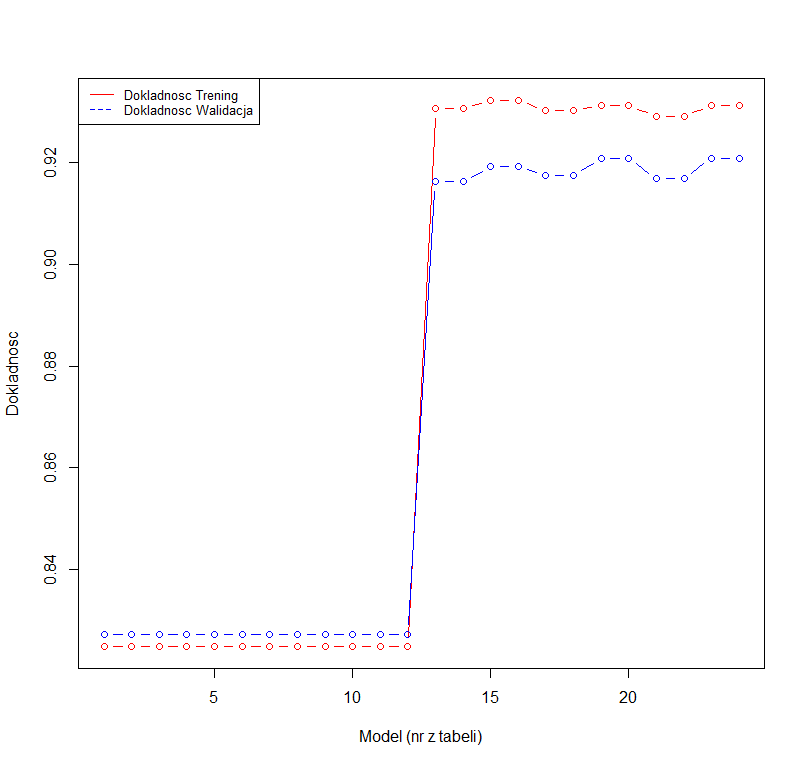 Dokladnosc Trening
Dokladnosc Walidacja
Dokladnosc
0.92
0.90
0.88
0.86
0.84
5 10 15 20
Model (nr z tabeli)